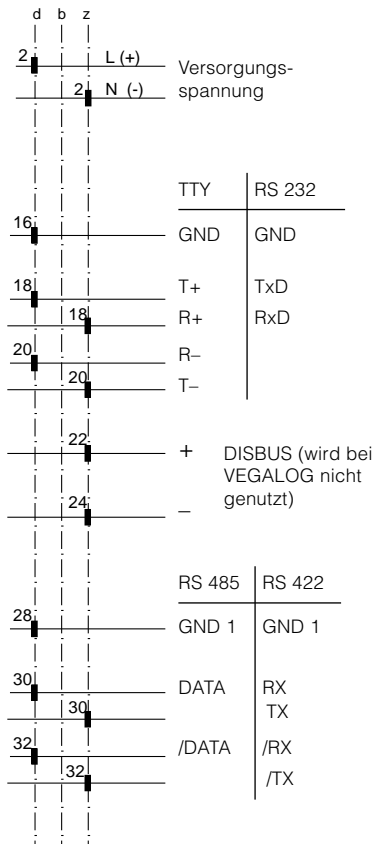 d b z
2 L (+) Versorgungs-
2 N (-) spannung
TTY RS 232
16 GND GND
18 T+ TxD
18 R+ RxD
20 R–
20 T–
22 + DISBUS (wird bei
VEGALOG nicht
24 – genutzt)
RS 485 RS 422
28 GND 1 GND 1
30 DATA RX
30 TX
32 /DATA /RX
32 /TX